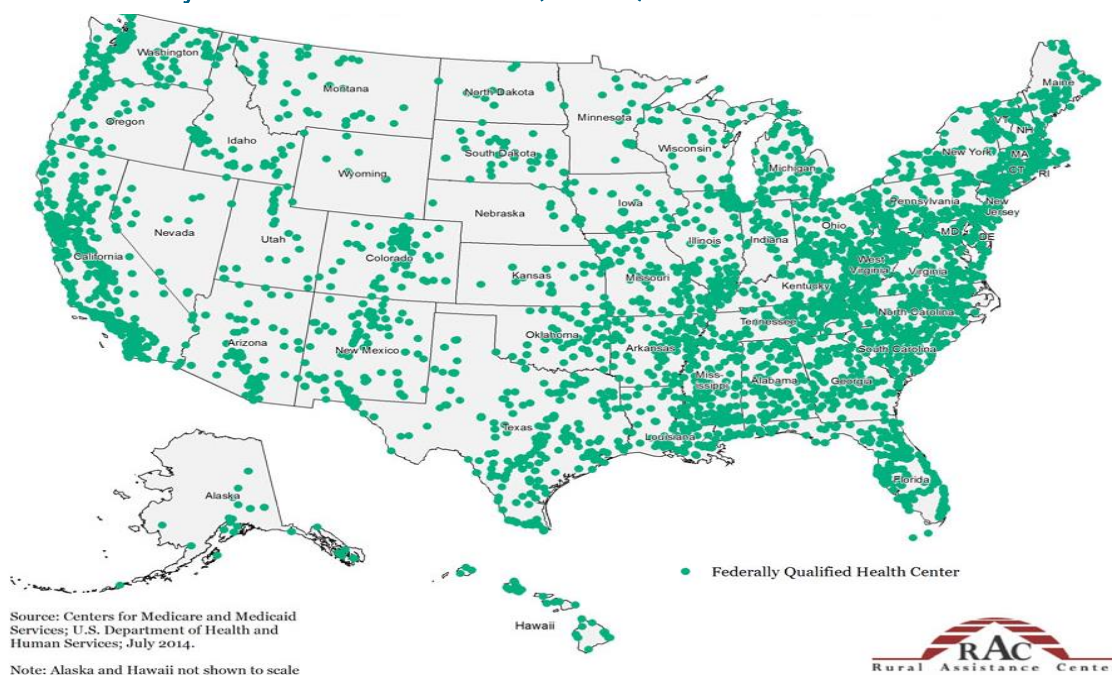 Washington
Montana
North Dakota
Minnesota
Maine
Oregon
Idaho
South Dakota
Wisconsin
VT
NH
New York
MA
Wyoming
Michigan
CT
RI
Iowa
Pennsylvania
New
Jersey
Nebraska
Nevada
Utah
Illinois
Indiana
Ohio
MD
DE
California
Colorado
Kansas
Missouri
West
Virginia
Virginia
Kentucky
North Carolina
Tennessee
Oklahoma
Arkansas
Arizona
New Mexico
South Carolina
Miss-
issippi
Alabama
Georgia
Texas
Louisiana
Florida
Alaska
Federally Qualified Health Center
Hawaii
Source: Centers for Medicare and Medicaid
Services; U.S. Department of Health and
Human Services; July 2014.
Note: Alaska and Hawaii not shown to scale
RAC
Rural Assistance Cente